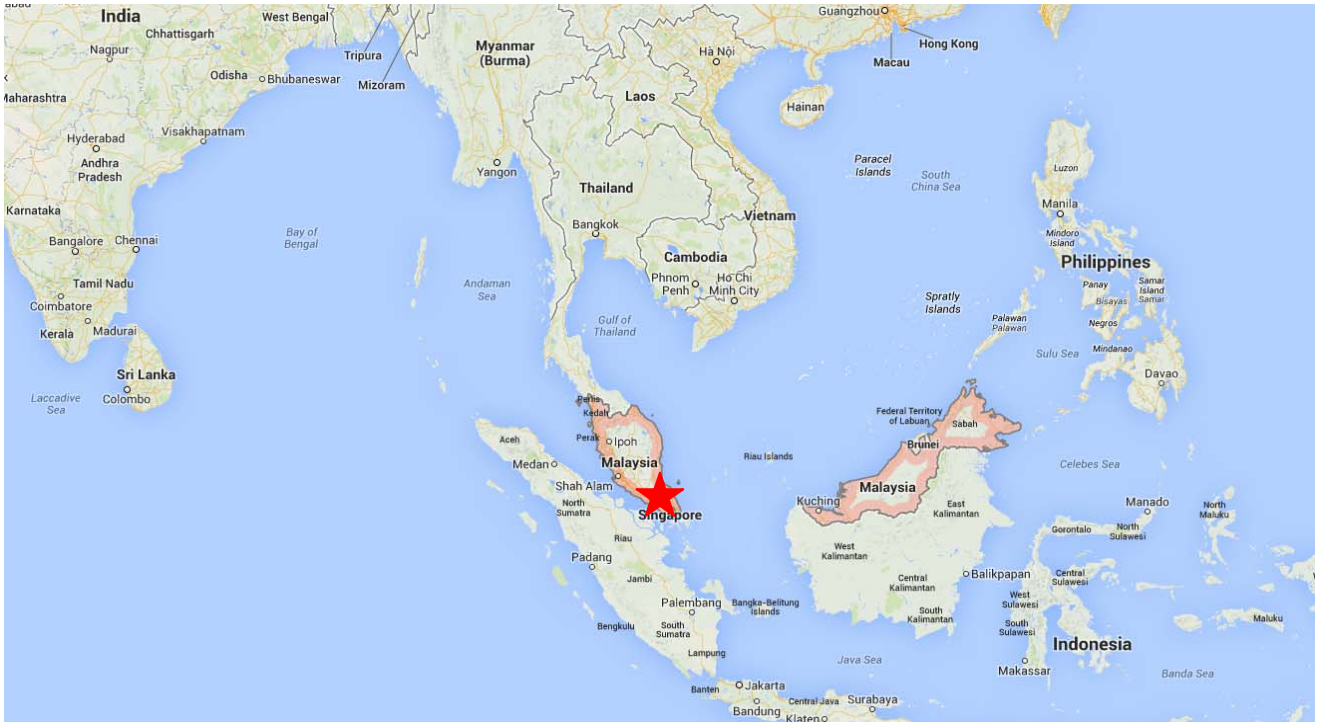 India
West Bengal
Guangzhou
Chhattisgarh
Hong Kong
Nagpur
Tripura
Myanmar
(Burma)
Hà Nội
Macau
Odisha
Bhubaneswar
Mizoram
Laos
Maharashtra
Hainan
Hyderabad
Visakhapatnam
Andhra
Pradesh
Yangon
Paracel
Islands
South
China Sea
Luzon
Thailand
Karnataka
Vietnam
Manila
Bangkok
Bay of
Bengal
Bangalore
Chennai
Mindoro
Island
Cambodia
Philippines
Phnom
Penh
Ho Chi
Minh City
Tamil Nadu
Andaman
Sea
Panay
Samar
Island
Samar
Coimbatore
Spratly
Islands
Bisayas
Kerala
Madurai
Gulf of
Thailand
Palawan
Palawan
Negros
Sulu Sea
Mindanao
Sri Lanka
Davao
Laccadive
Sea
Colombo
Perlis
Kedah
Federal Territory
of Labuan
Sabah
Aceh
Perak
Ipoh
Brunei
Medan
Malaysia
Riau Islands
Celebes Sea
Shah Alam
Malaysia
North
Sumatra
Kuching
East
Kalimantan
Manado
North
Maluku
Singapore
Gorontalo
North
Sulawesi
Riau
West
Kalimantan
Padang
Jambi
Central
Kalimantan
Balikpapan
Central
Sulawesi
Palembang
Bangka-Belitung
Islands
West
Sulawesi
South
Kalimantan
Bengkulu
South
Sumatra
South
Sulawesi
Maluku
Indonesia
Lampung
Java Sea
Makassar
Banda Sea
Banten
Jakarta
Central Java
Surabaya
Bandung
Klaten